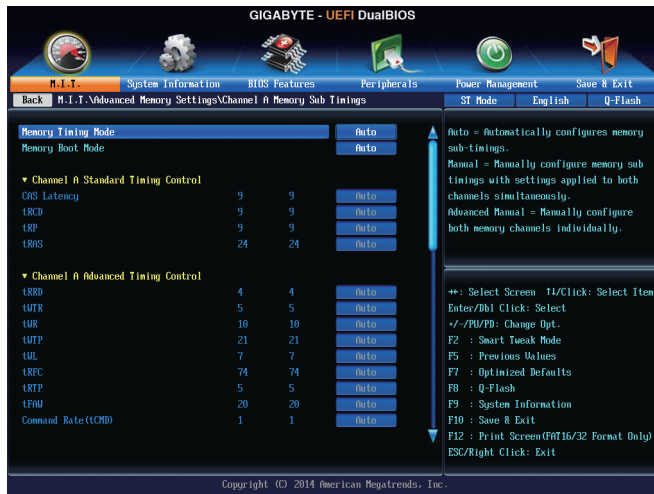 GIGABYTE - UEFI DualBIOS
M.I.T. System Information BIOS Features Peripherals Power Management Save & Exit
Back M.I.T.\Advanced Memory Settings\Channel A Memory Sub Timings ST Mode English Q-Flash
Memory Timing Mode Auto
Memory Boot Mode Auto
▼ Channel A Standard Timing Control
CAS Latency 9 9 Auto
tRCD 9 9 Auto
tRP 9 9 Auto
tRAS 24 24 Auto
▼ Channel A Advanced Timing Control
tRRD 4 4 Auto
tWTR 5 5 Auto
tWR 10 10 Auto
tWTP 21 21 Auto
tWL 7 7 Auto
tRFC 74 74 Auto
tRTP 5 5 Auto
tFAW 20 20 Auto
Command Rate(tCMD) 1 1 Auto
Auto = Automatically configures memory
sub-timings.
Manual = Manually configure memory sub
timings with settings applied to both
channels simultaneously.
Advanced Manual = Manually configure
both memory channels individually.
→←: Select Screen ↑↓/Click: Select Item
Enter/Dbl Click: Select
+/-/PU/PD: Change Opt.
F2 : Smart Tweak Mode
F5 : Previous Values
F7 : Optimized Defaults
F8 : Q-Flash
F9 : System Information
F10 : Save & Exit
F12 : Print Screen(FAT16/32 Format Only)
ESC/Right Click: Exit
Copyright (C) 2014 American Megatrends, Inc.